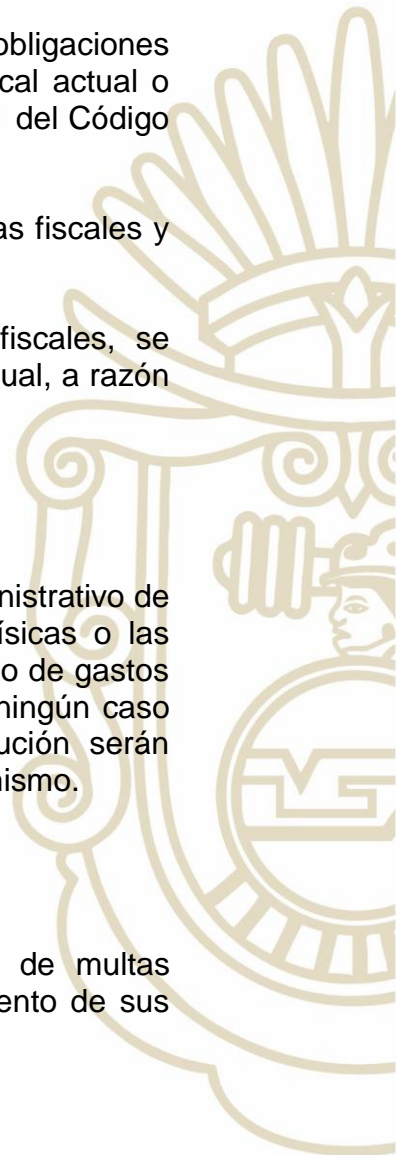 obligaciones
cal actual o
del Código
as fiscales y
fiscales, se
ual, a razón
nistrativo de
ísicas o las
o de gastos
ningún caso
ución serán
nismo.
de multas
ento de sus